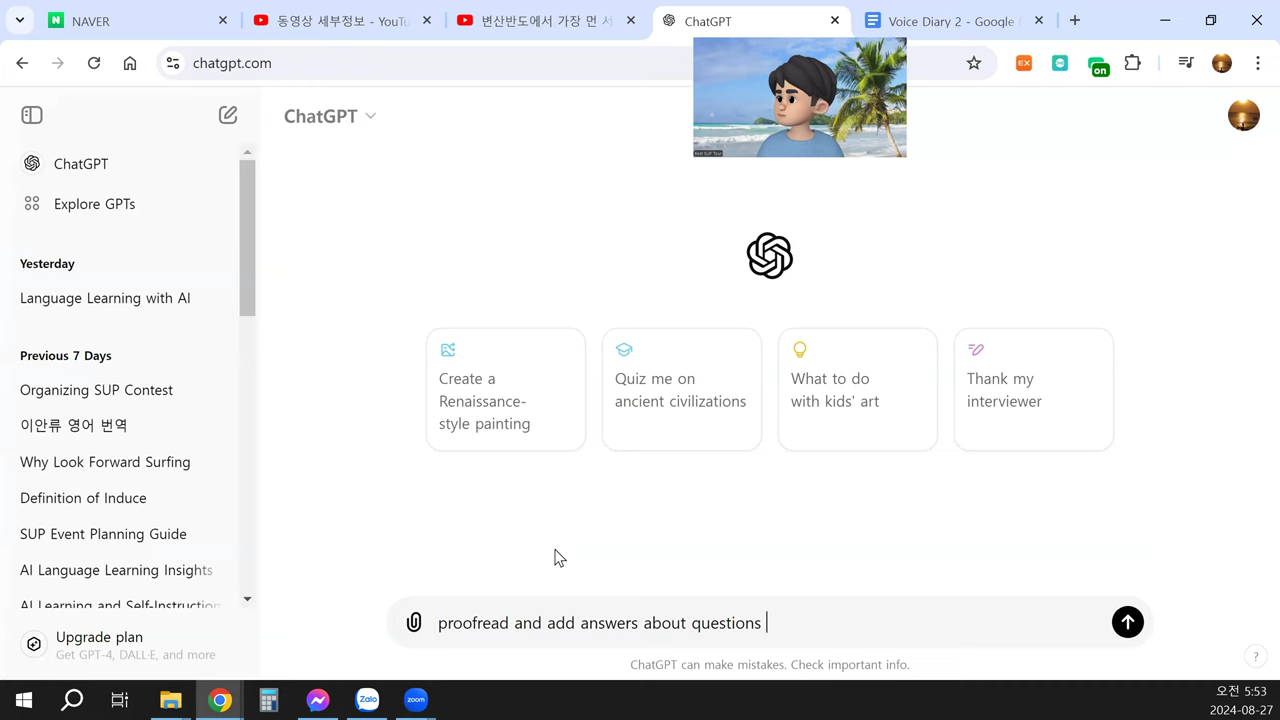 NAVER
동영상 세부정보 - YouTu
변산반도에서 가장 먼
ChatGPT
Voice Diary 2 - Google
chatgpt.com
EX
on
ChatGPT
ChatGPT
Explore GPTs
Yesterday
Language Learning with AI
Previous 7 Days
Organizing SUP Contest
이안류 영어 번역
Why Look Forward Surfing
Definition of Induce
SUP Event Planning Guide
AI Language Learning Insights
AI Learning and Self-Instruction
Upgrade plan
Get GPT-4, DALL·E, and more
Create a
Renaissance-
style painting
Quiz me on
ancient civilizations
What to do
with kids' art
Thank my
interviewer
proofread and add answers about questions
ChatGPT can make mistakes. Check important info.
?
Zalo
zoom
오전 5:53
2024-08-27